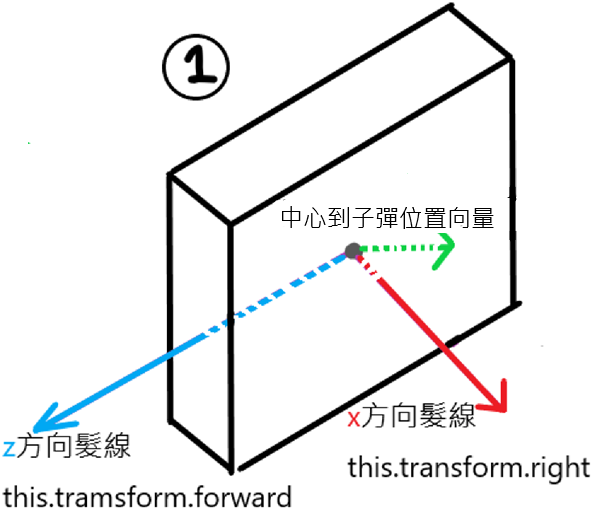 1
中心到子彈位置向量
x方向髮線
this.transform.right
z方向髮線
this.tramsform.forward